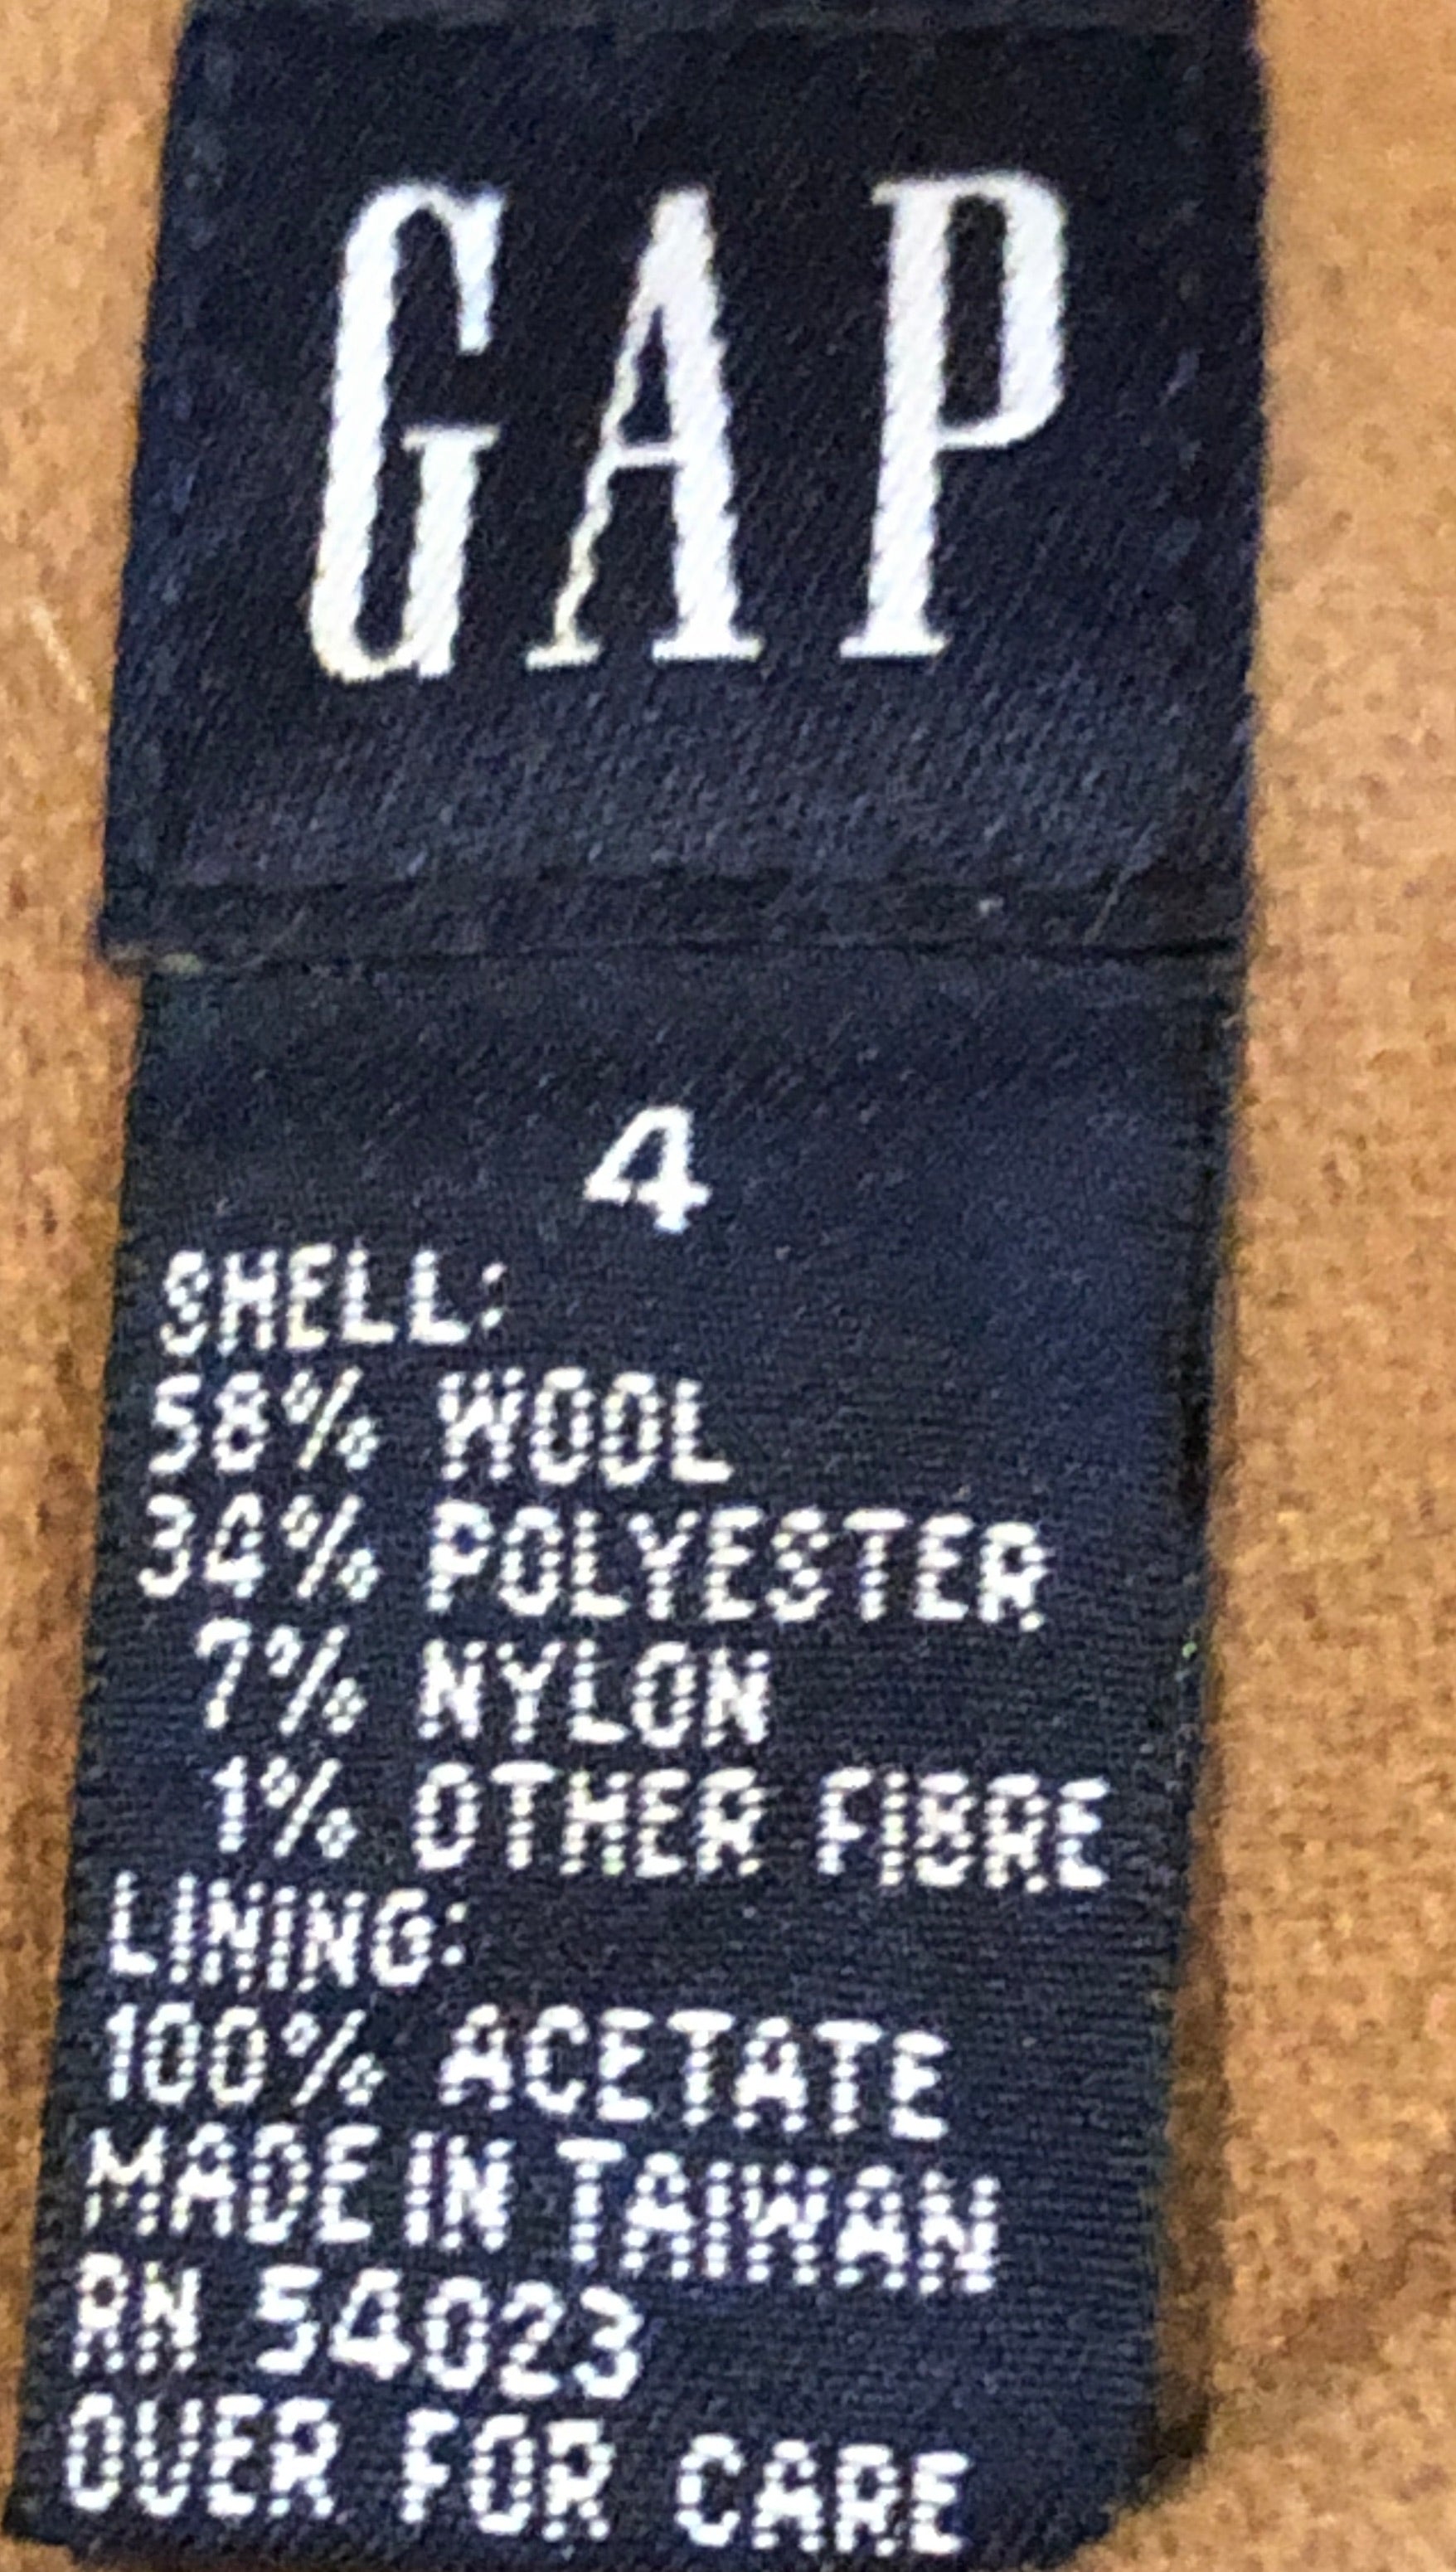 GAP
4
SHELL:
58% WOOL
34% POLYESTER
7% NYLON
1% OTHER FIBRE
LINING:
100% ACETATE
MADE IN TAIWAN
RN 54023
OVER FOR CARE